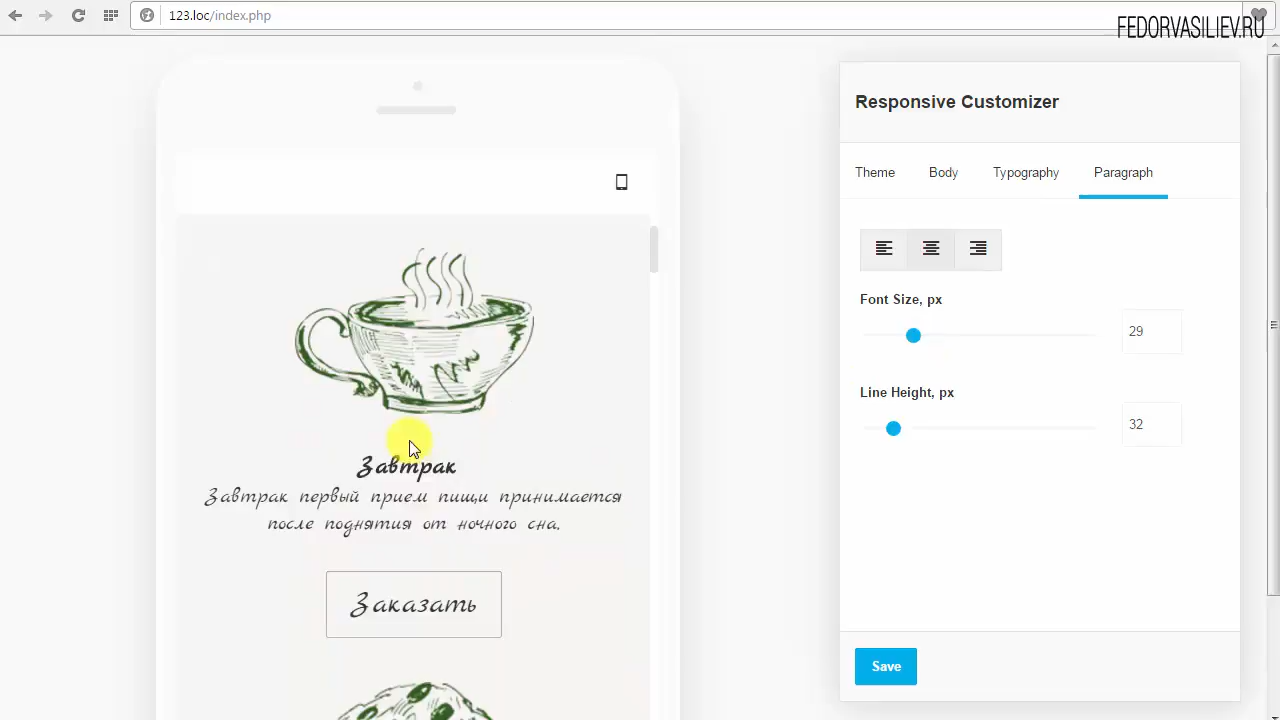 123.loc/index.php
FEDORVASILIEV.RU
Responsive Customizer
Theme Body Typography Paragraph
Font Size, px
29
Line Height, px
32
Save
Завтрак
Завтрак первый прием пищи принимается
после поднятия от ночного сна.
Заказать